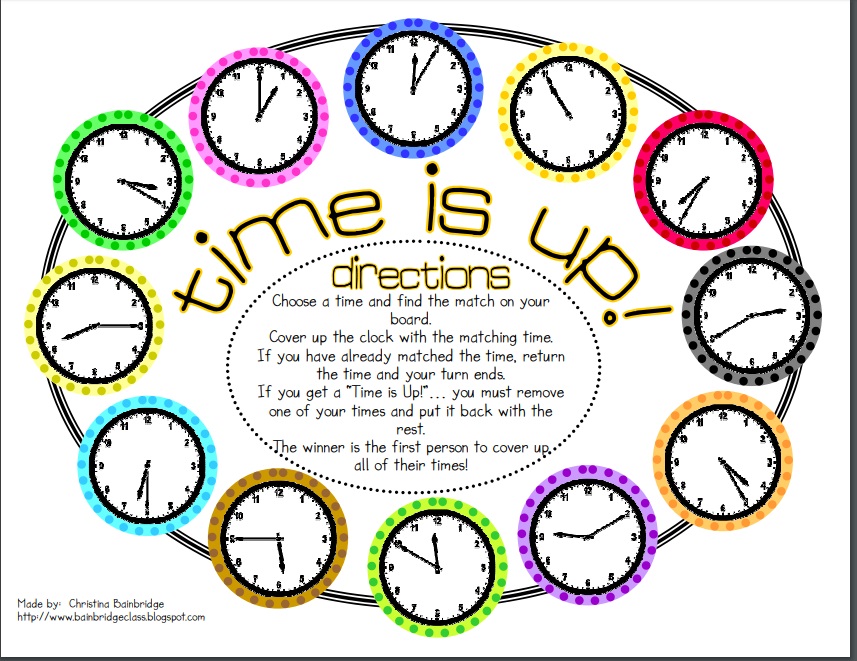 time is up!
directions
Choose a time and find the match on your
board.
Cover up the clock with the matching time.
If you have already matched the time, return
the time and your turn ends.
If you get a "Time is Up!"... you must remove
one of your times and put it back with the
rest.
The winner is the first person to cover up
all of their times!
Made by: Christina Bainbridge
http://www.bainbridgeclass.blogspot.com